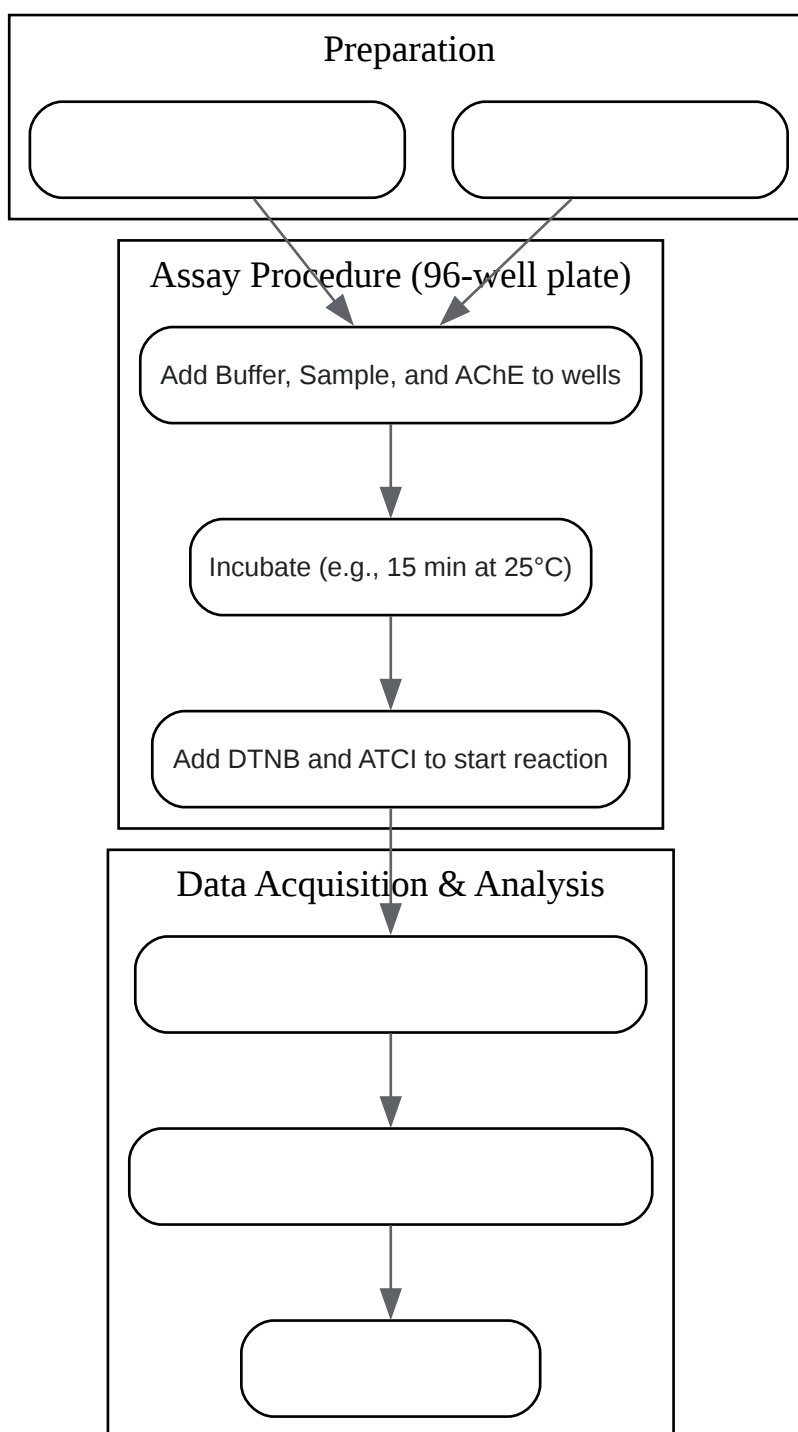 Preparation
Assay Procedure (96-well plate)
Add Buffer, Sample, and AChE to wells
Incubate (e.g., 15 min at 25°C)
Add DTNB and ATCI to start reaction
Data Acquisition & Analysis